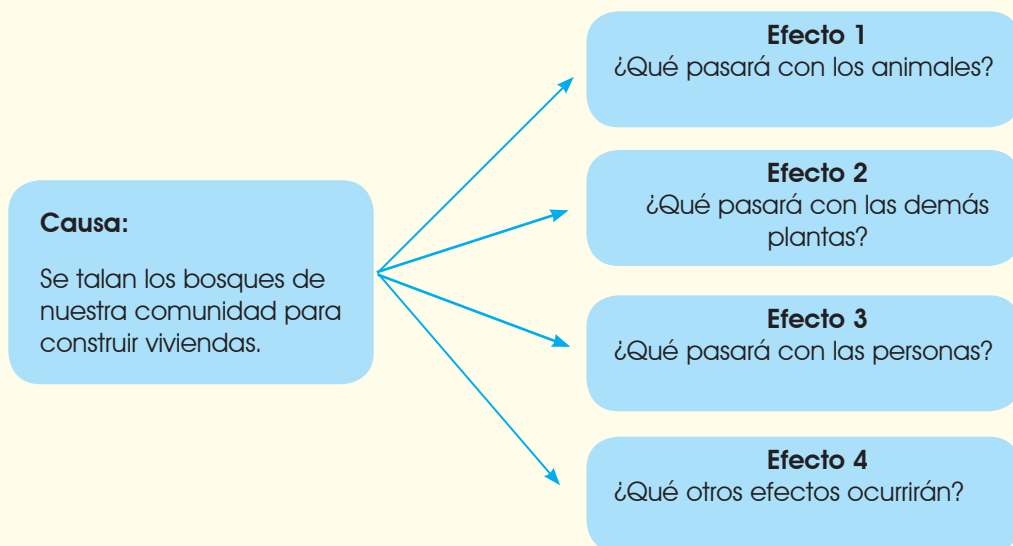 Causa:
Se talan los bosques de
nuestra comunidad para
construir viviendas.
Efecto 1
¿Qué pasará con los animales?
Efecto 2
¿Qué pasará con las demás
plantas?
Efecto 3
¿Qué pasará con las personas?
Efecto 4
¿Qué otros efectos ocurrirán?